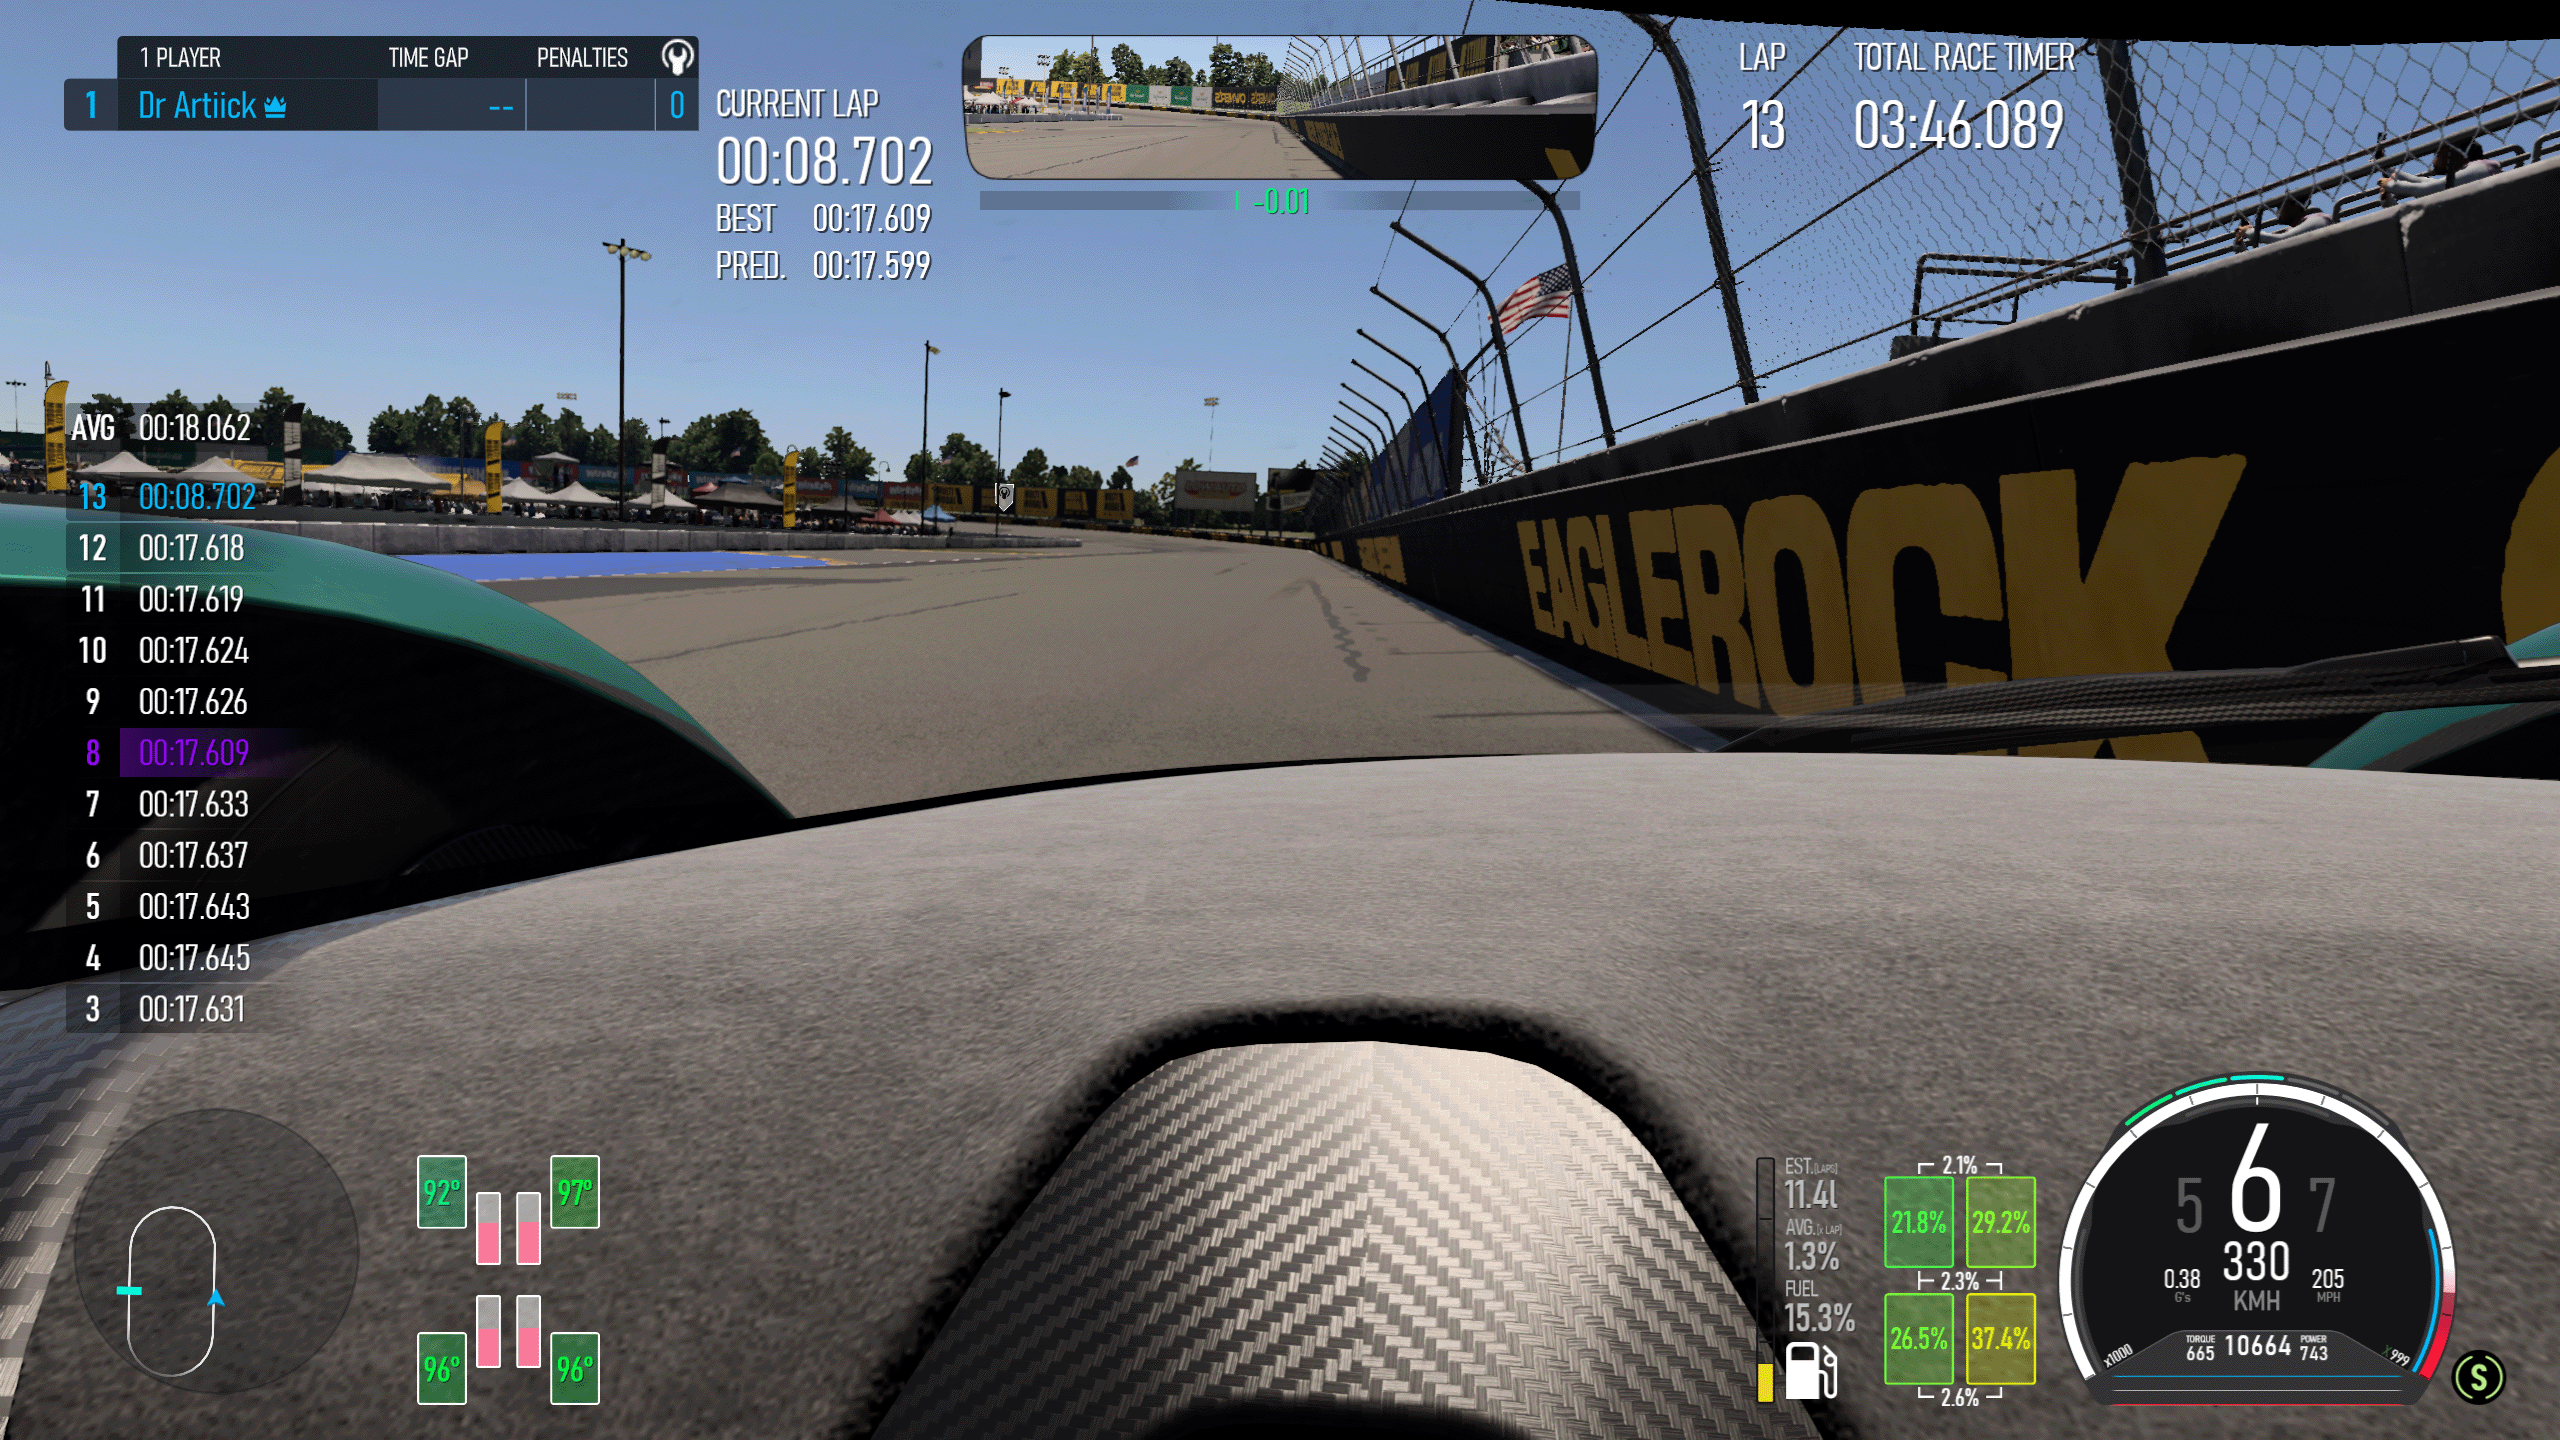 1 PLAYER TIME GAP PENALTIES
1 Dr Artiick -- 0
CURRENT LAP
00:08.702
BEST 00:17.609
PRED. 00:17.599
-0.01
LAP TOTAL RACE TIMER
13 03:46.089
AVG 00:18.062
13 00:08.702
12 00:17.618
11 00:17.619
10 00:17.624
9 00:17.626
8 00:17.609
7 00:17.633
6 00:17.637
5 00:17.643
4 00:17.645
3 00:17.631
EAGLEROCK
92° 97°
96° 96°
EST.[LAPS]
11.4l
AVG.[x LAP]
1.3%
FUEL
15.3%
2.1%
21.8% 29.2%
2.3%
26.5% 37.4%
2.6%
5 6 7
0.38 330 205
G's KMH MPH
TORQUE 10664 POWER
665 743
x1000 x999
S